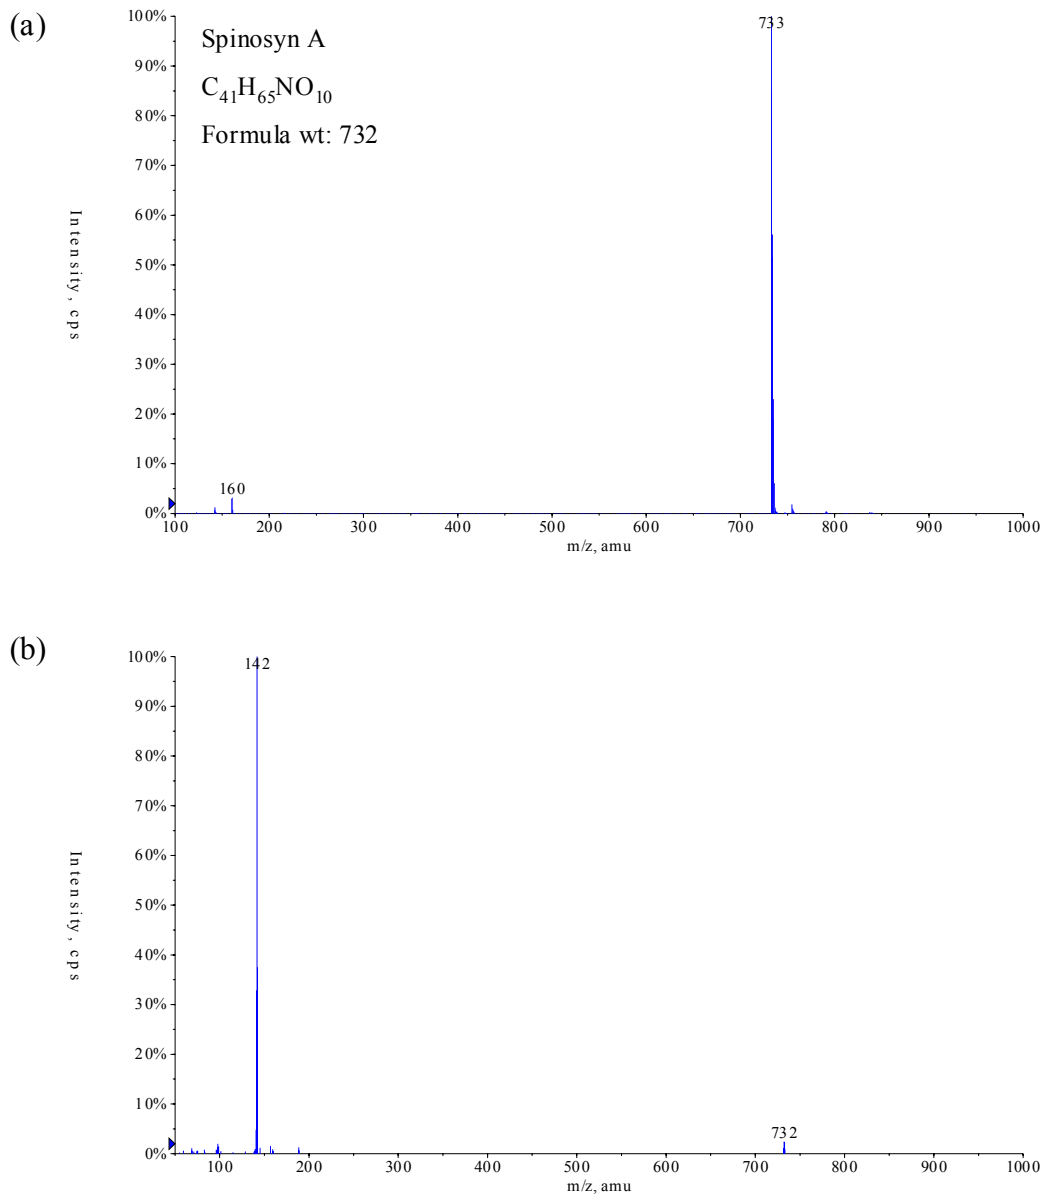 (a)
100%
90%
80%
70%
60%
50%
40%
30%
20%
10%
0%
Intensity, cps
Spinosyn A
C41H65NO10
Formula wt: 732
733
160
100 200 300 400 500 600 700 800 900 1000
m/z, amu
(b)
100%
90%
80%
70%
60%
50%
40%
30%
20%
10%
0%
Intensity, cps
142
732
100 200 300 400 500 600 700 800 900 1000
m/z, amu